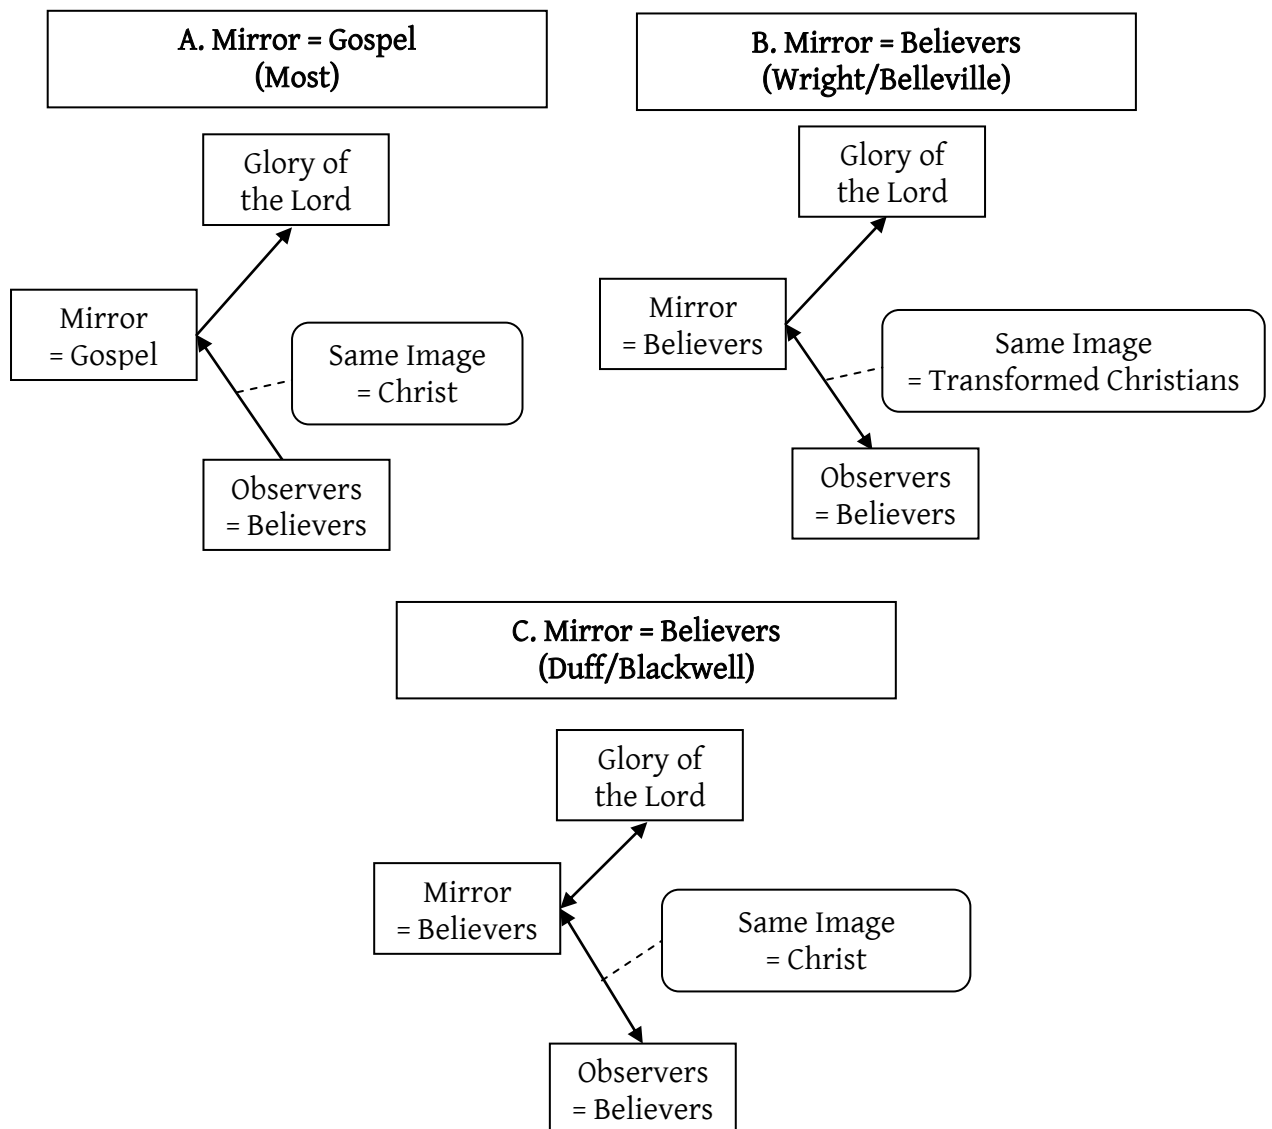 A. Mirror = Gospel
(Most)
Glory of
the Lord
Mirror
= Gospel
Same Image
= Christ
Observers
= Believers
B. Mirror = Believers
(Wright/Belleville)
Glory of
the Lord
Mirror
= Believers
Same Image
= Transformed Christians
Observers
= Believers
C. Mirror = Believers
(Duff/Blackwell)
Glory of
the Lord
Mirror
= Believers
Same Image
= Christ
Observers
= Believers